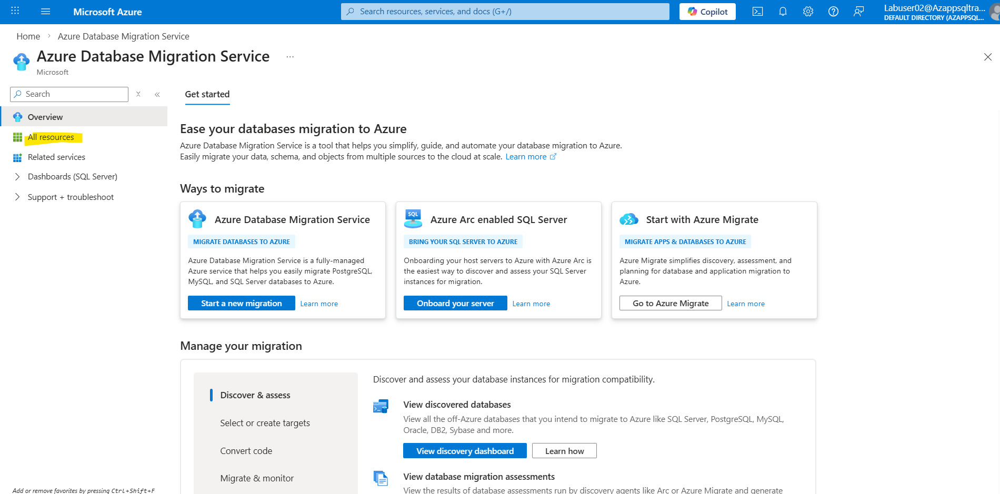 Microsoft Azure
Search resources, services, and docs (G+/)
Copilot
Labuser02@Azappsqltra...
DEFAULT DIRECTORY (AZAPPSQL...
Home > Azure Database Migration Service
Azure Database Migration Service ...
Microsoft
Search
Overview
All resources
Related services
Dashboards (SQL Server)
Support + troubleshoot
Add or remove favorites by pressing Ctrl+Shift+F
Get started
Ease your databases migration to Azure
Azure Database Migration Service is a tool that helps you simplify, guide, and automate your database migration to Azure.
Easily migrate your data, schema, and objects from multiple sources to the cloud at scale. Learn more
Ways to migrate
Azure Database Migration Service
MIGRATE DATABASES TO AZURE
Azure Database Migration Service is a fully-managed
Azure service that helps you easily migrate PostgreSQL,
MySQL, and SQL Server databases to Azure.
Start a new migration
Learn more
SQL
Azure Arc enabled SQL Server
BRING YOUR SQL SERVER TO AZURE
Onboarding your host servers to Azure with Azure Arc is
the easiest way to discover and assess your SQL Server
instances for migration.
Onboard your server
Learn more
Start with Azure Migrate
MIGRATE APPS & DATABASES TO AZURE
Azure Migrate simplifies discovery, assessment, and
planning for database and application migration to
Azure.
Go to Azure Migrate
Learn more
Manage your migration
Discover & assess
Select or create targets
Convert code
Migrate & monitor
Discover and assess your database instances for migration compatibility.
View discovered databases
View all the off-Azure databases that you intend to migrate to Azure like SQL Server, PostgreSQL, MySQL,
Oracle, DB2, Sybase and more.
View discovery dashboard
Learn how
View database migration assessments
View the results of database assessments run by discovery agents like Arc or Azure Migrate and generate